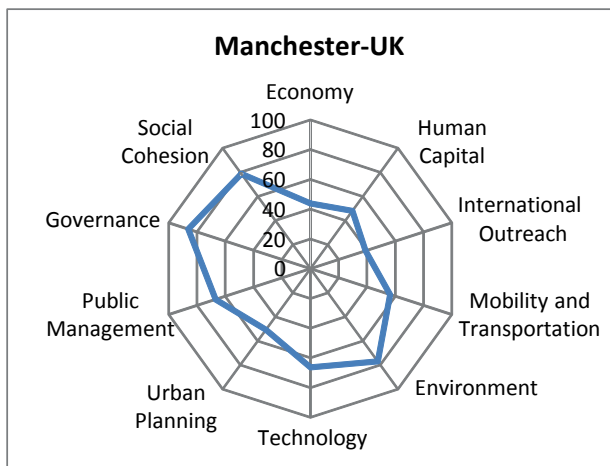 Manchester-UK
Economy
Human
Capital
International
Outreach
Mobility and
Transportation
Environment
Technology
Urban
Planning
Public
Management
Governance
Social
Cohesion
100
80
60
40
20
0